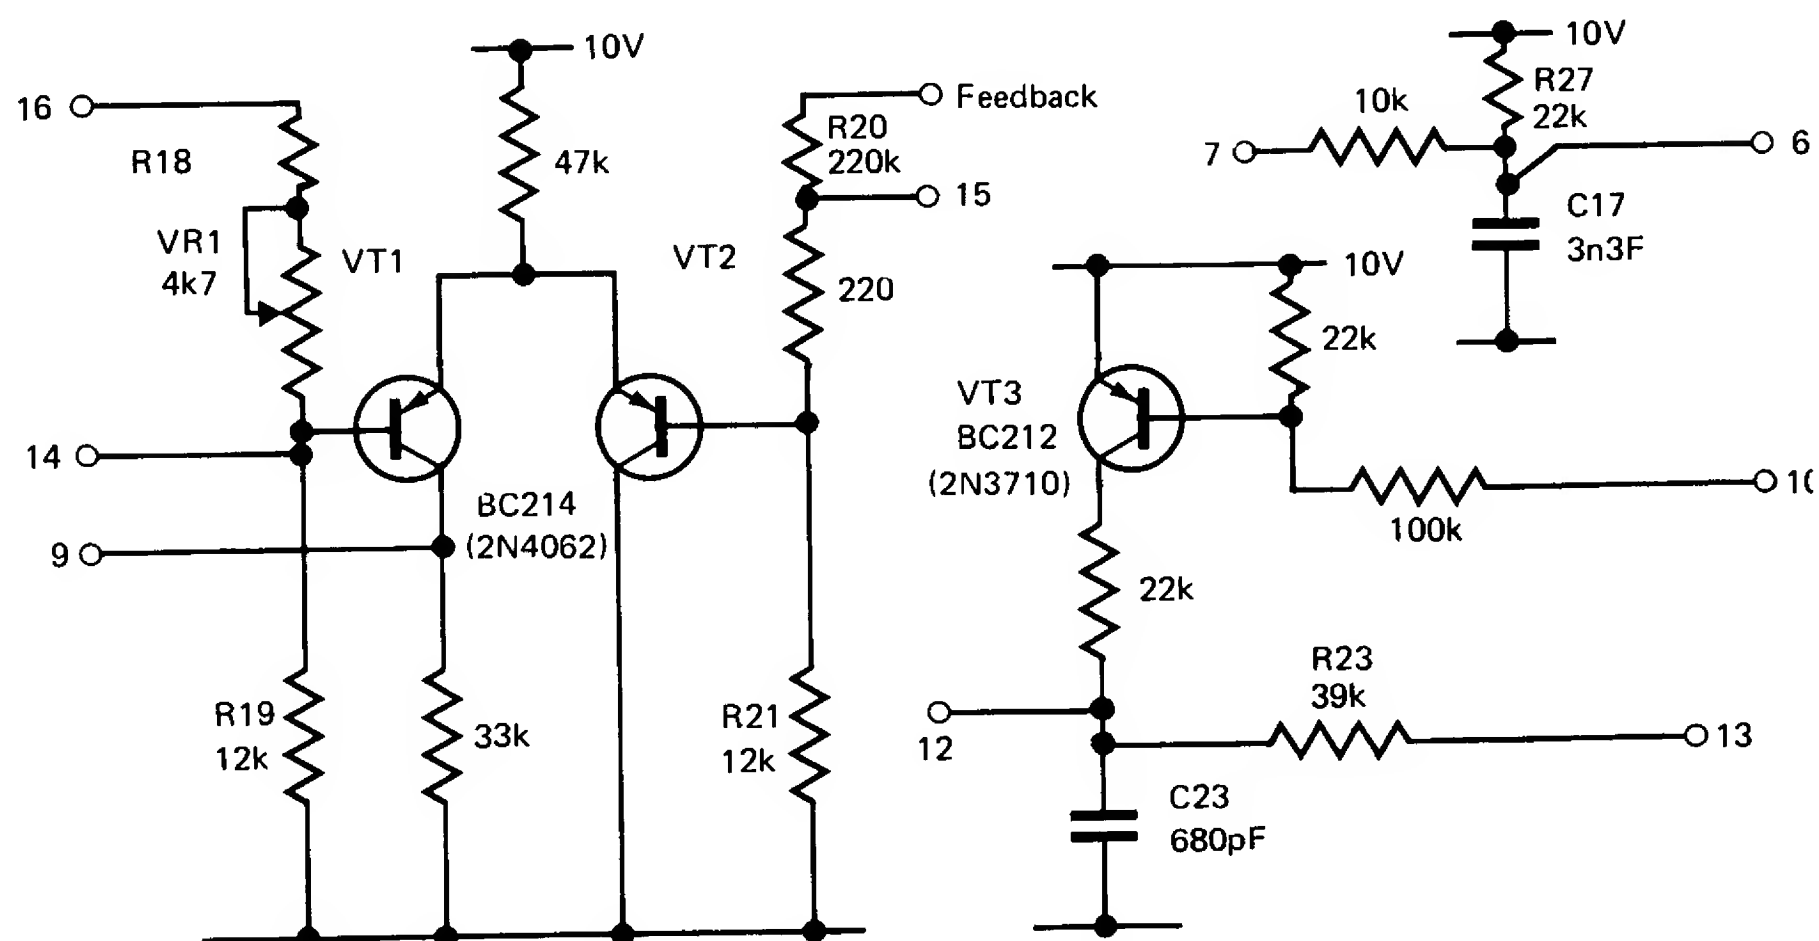 10V
16
R18
47k
R20
220k
Feedback
15
VR1
4k7
VT1
VT2
220
14
BC214
(2N4062)
9
R19
12k
33k
R21
12k
10V
R27
22k
10k
7
6
C17
3n3F
10V
22k
VT3
BC212
(2N3710)
100k
22k
R23
39k
12
13
C23
680pF